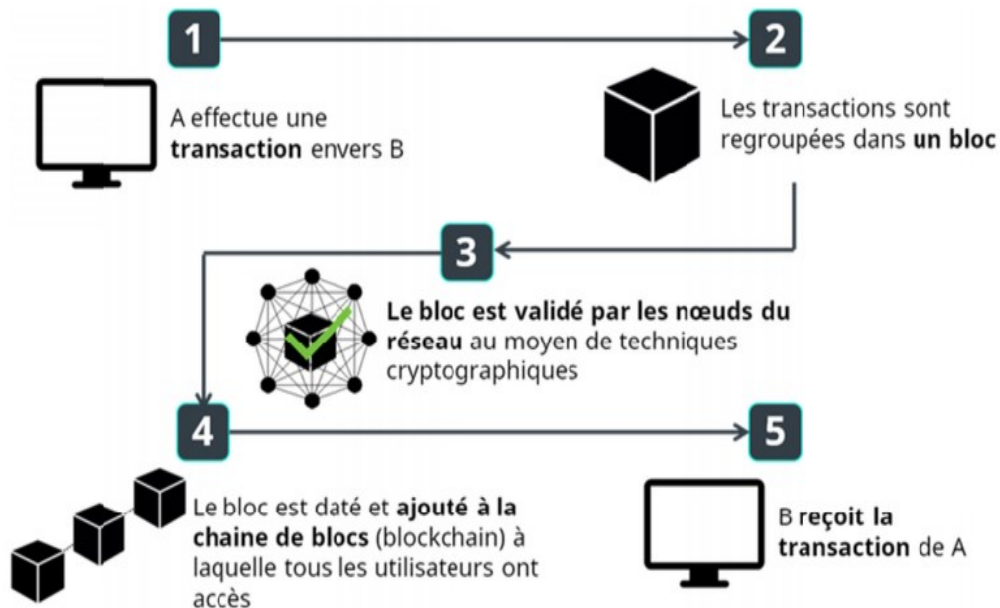 1
A effectue une
transaction envers B
2
Les transactions sont
regroupées dans un bloc
3
Le bloc est validé par les nœuds du
réseau au moyen de techniques
cryptographiques
4
Le bloc est daté et ajouté à la
chaine de blocs (blockchain) à
laquelle tous les utilisateurs ont
accès
5
B reçoit la
transaction de A